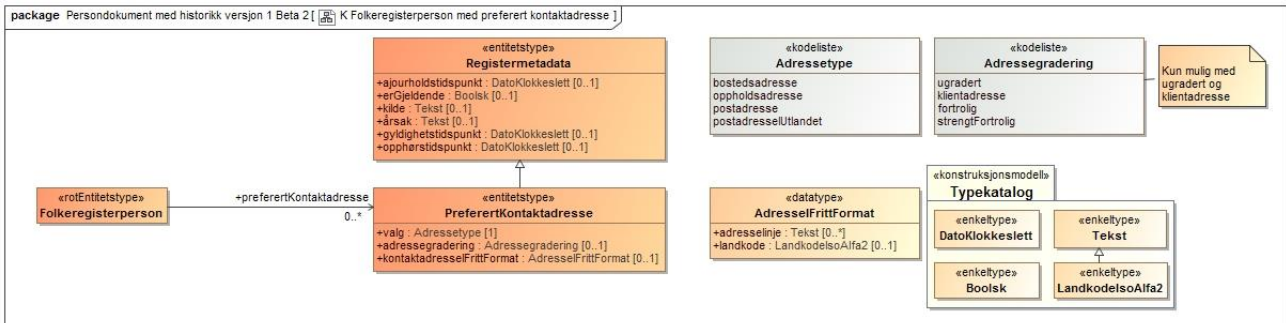 package Persondokument med historikk versjon 1 Beta 2 [ K Folkeregisterperson med preferert kontaktadresse ]
«entitetstype»
Registermetadata
+ajourholdstidspunkt : DatoKlokkeslett [0..1]
+erGjeldende : Boolsk [0..1]
+kilde : Tekst [0..1]
+årsak : Tekst [0..1]
+gyldighetstidspunkt : DatoKlokkeslett [0..1]
+opphørstidspunkt : DatoKlokkeslett [0..1]
«kodeliste»
Adressetype
bostedsadresse
oppholdsadresse
postadresse
postadresseIUtlandet
«kodeliste»
Adressegradering
ugradert
klientadresse
fortrolig
strengtFortrolig
Kun mulig med
ugradert og
klientadresse
«rotEntitetstype»
Folkeregisterperson
+preferertKontaktadresse
0..*
«entitetstype»
PreferertKontaktadresse
+valg : Adressetype [1]
+adressegradering : Adressegradering [0..1]
+kontaktadresseIFrittFormat : AdresseIFrittFormat [0..1]
«datatype»
AdresseIFrittFormat
+adresselinje : Tekst [0..*]
+landkode : LandkodeIsoAlfa2 [0..1]
«konstruksjonsmodell»
Typekatalog
«enkeltype»
DatoKlokkeslett
«enkeltype»
Tekst
«enkeltype»
Boolsk
«enkeltype»
LandkodeIsoAlfa2